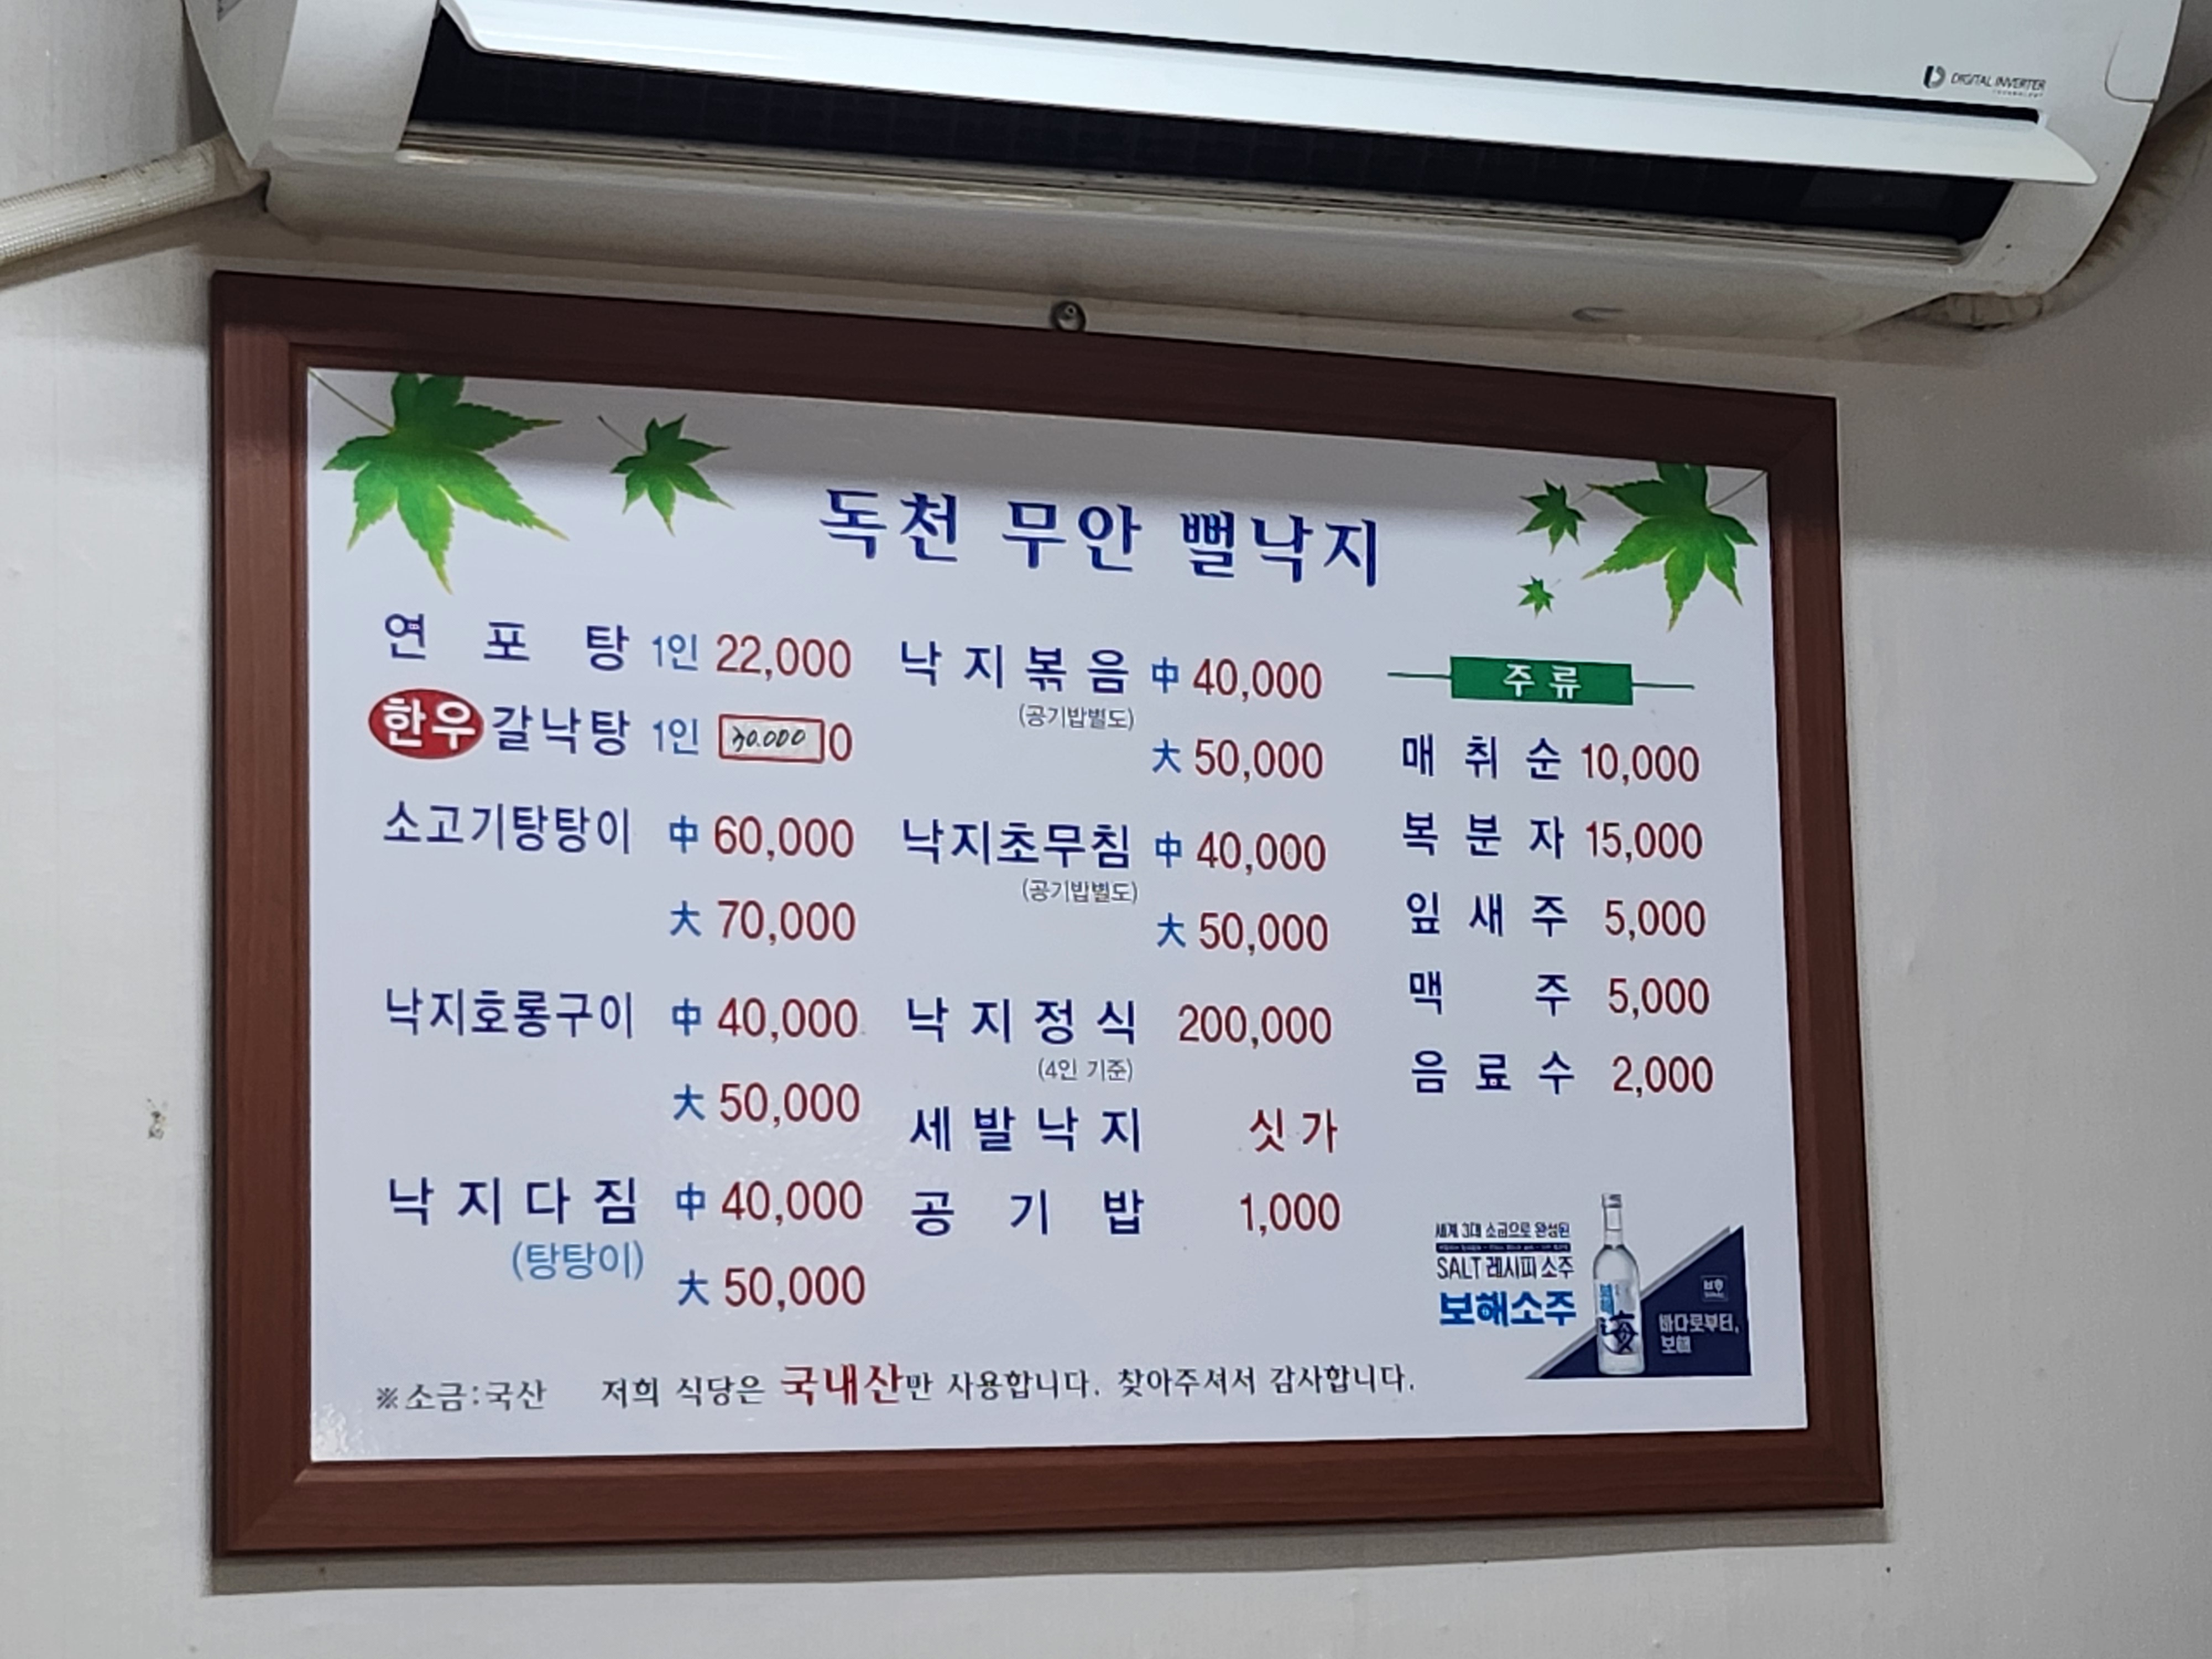 DIGITAL INVERTER
독천 무안 뻘낙지
연포탕 1인 22,000
한우 갈낙탕 1인 30.000 0
소고기탕탕이 中 60,000
大 70,000
낙지호롱구이 中 40,000
大 50,000
낙지다짐 中 40,000
(탕탕이)
大 50,000
낙지볶음 中 40,000
(공기밥별도)
大 50,000
낙지초무침 中 40,000
(공기밥별도)
大 50,000
낙지정식 200,000
(4인 기준)
세발낙지 싯가
공기밥 1,000
주류
매취순 10,000
복분자 15,000
잎새주 5,000
맥주 5,000
음료수 2,000
세계 3대 소금으로 완성된
SALT 레시피 소주
보해소주
보해
바다로부터,
보해
※소금:국산 저희 식당은 국내산만 사용합니다. 찾아주셔서 감사합니다.